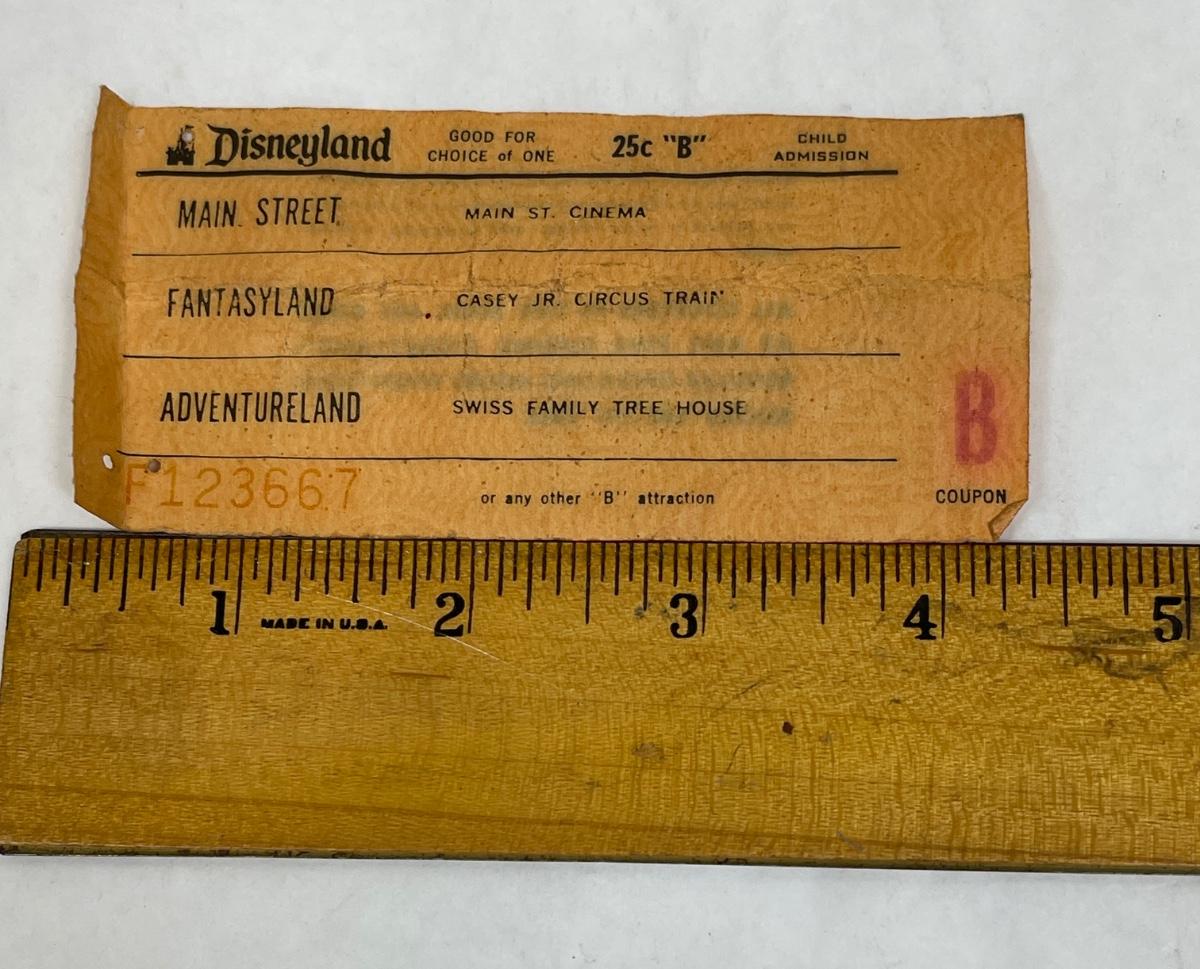 Disneyland GOOD FOR CHOICE of ONE 25c "B" CHILD ADMISSION
MAIN STREET MAIN ST. CINEMA
FANTASYLAND CASEY JR. CIRCUS TRAIN
ADVENTURELAND SWISS FAMILY TREE HOUSE
B
F123667 or any other "B" attraction COUPON
1 2 3 4 5
MADE IN U.S.A.